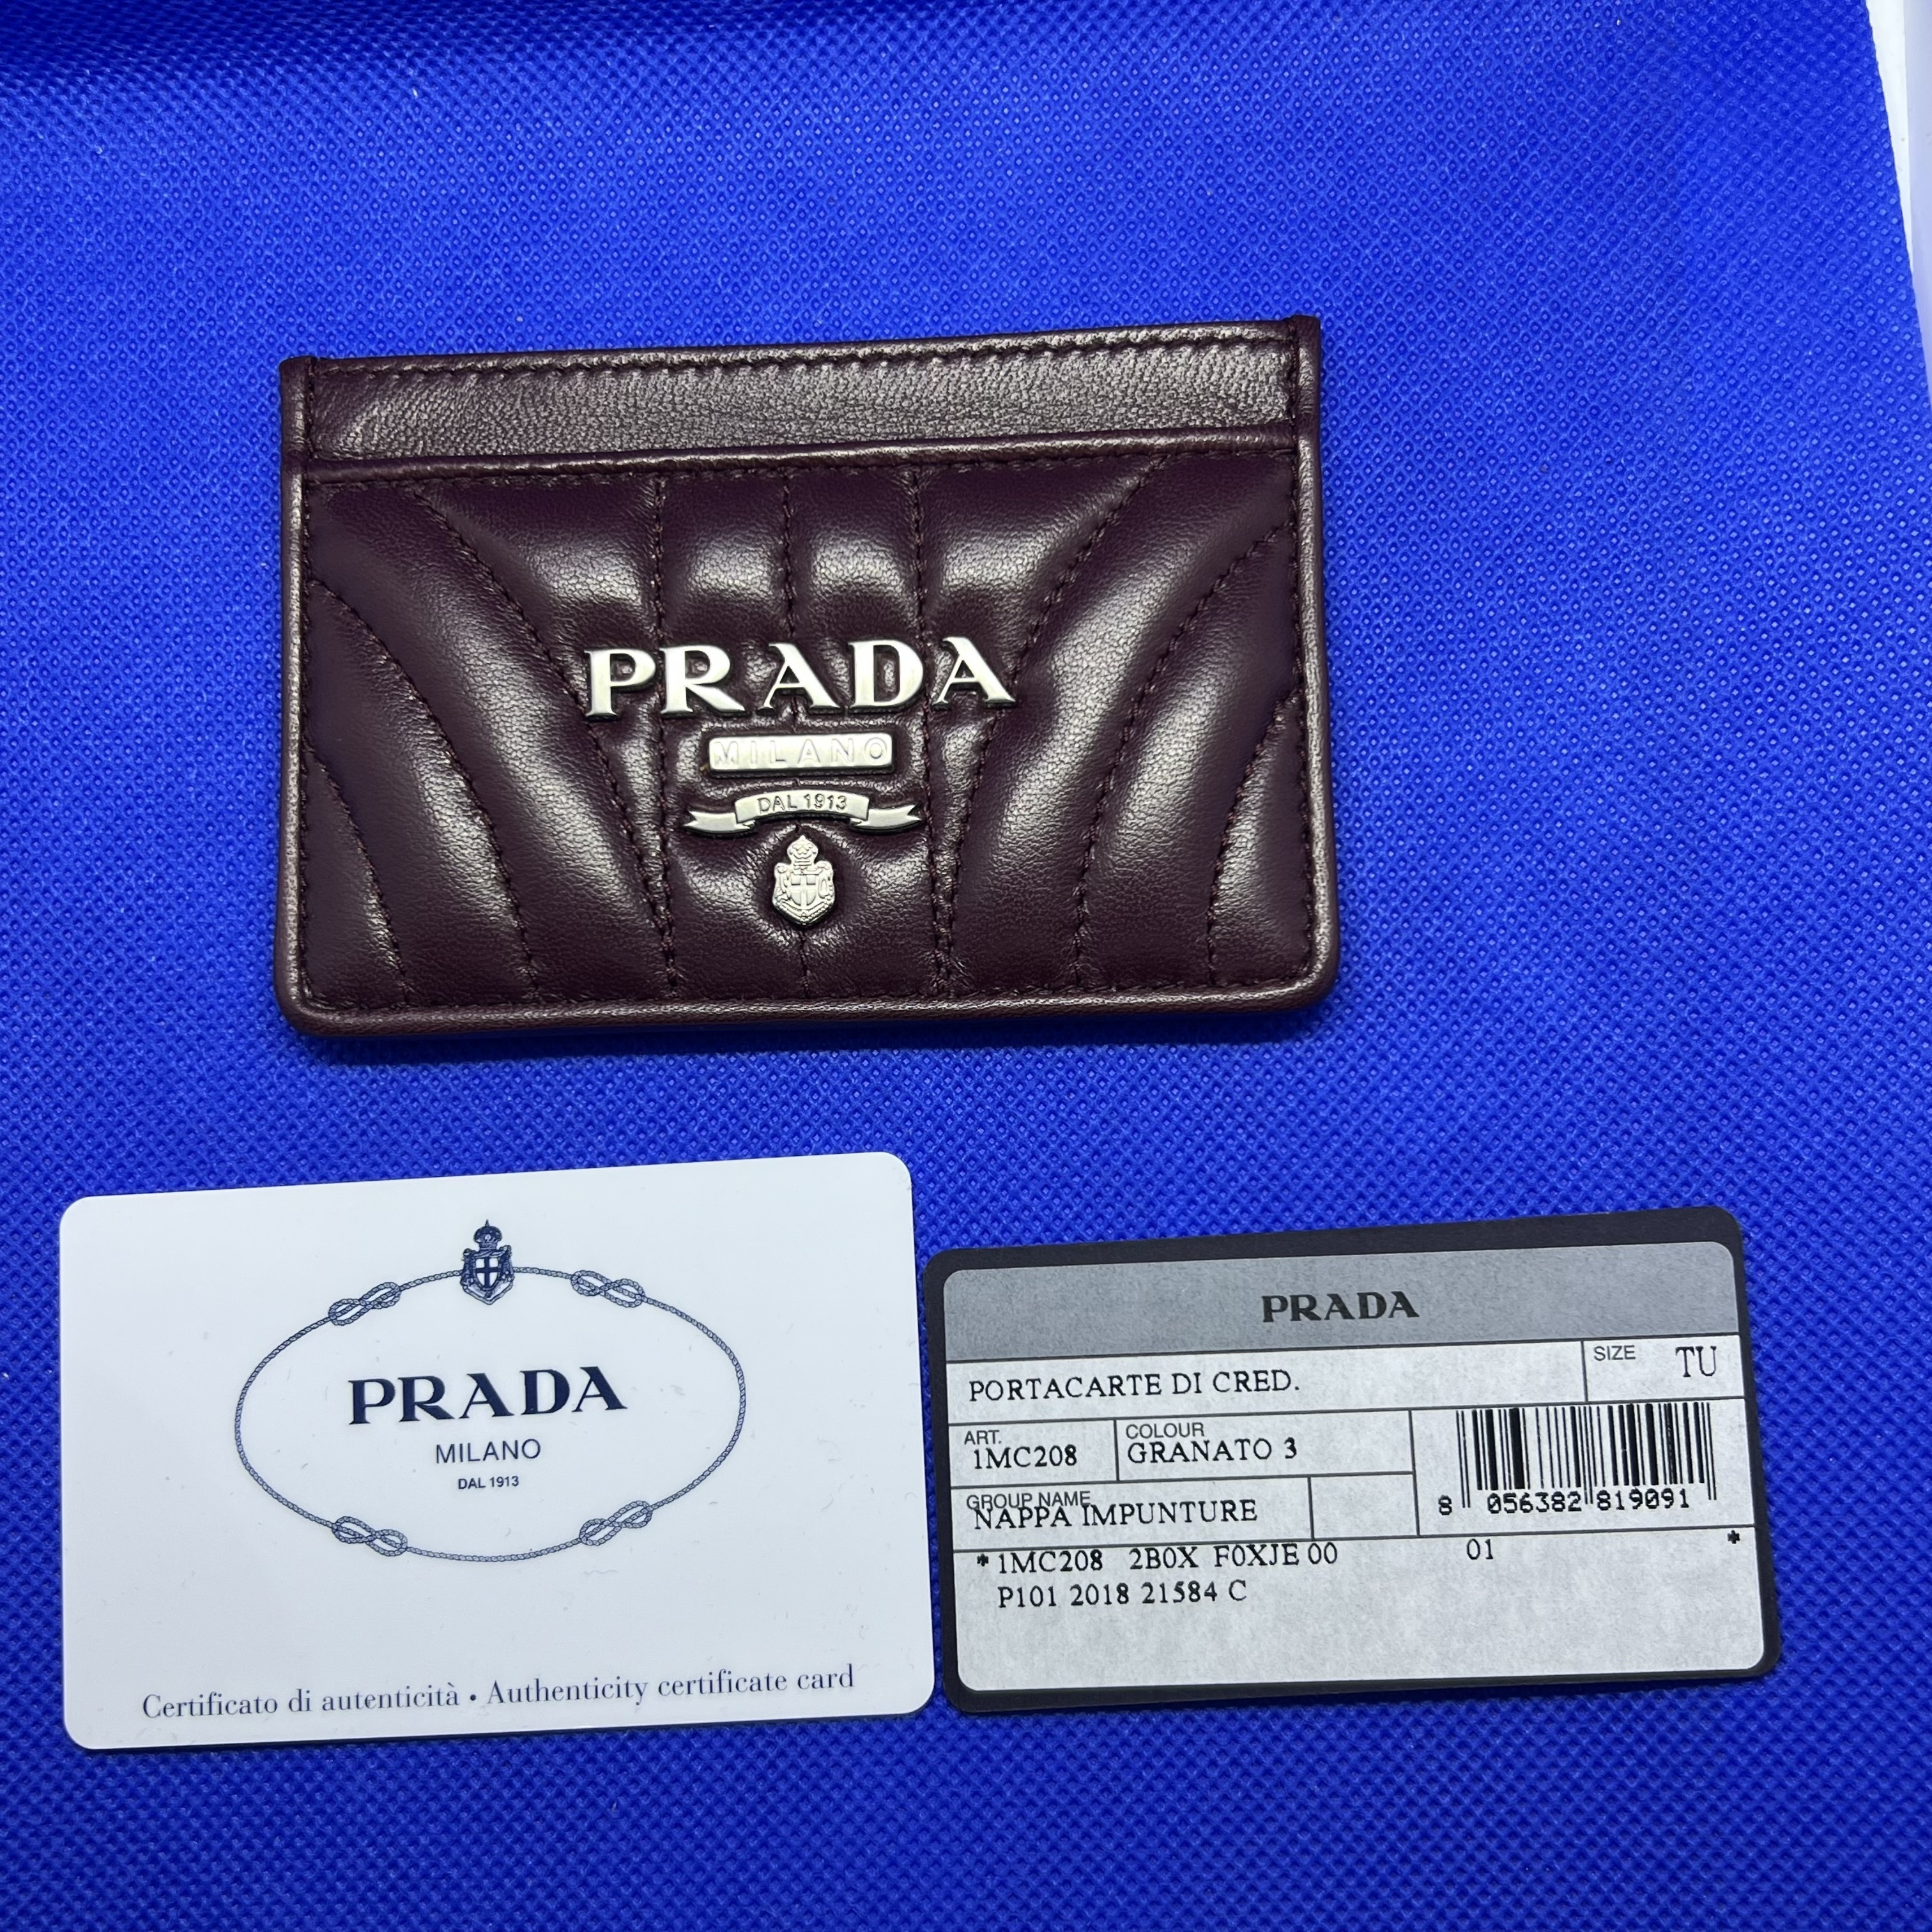 PRADA
MILANO
DAL 1913
PRADA
MILANO
DAL 1913
Certificato di autenticità • Authenticity certificate card
PRADA
PORTACARTE DI CRED.
SIZE TU
ART.
1MC208
COLOUR
GRANATO 3
GROUP NAME
NAPPA IMPUNTURE
8 056382 819091
* 1MC208 2B0X F0XJE 00 01 *
P101 2018 21584 C